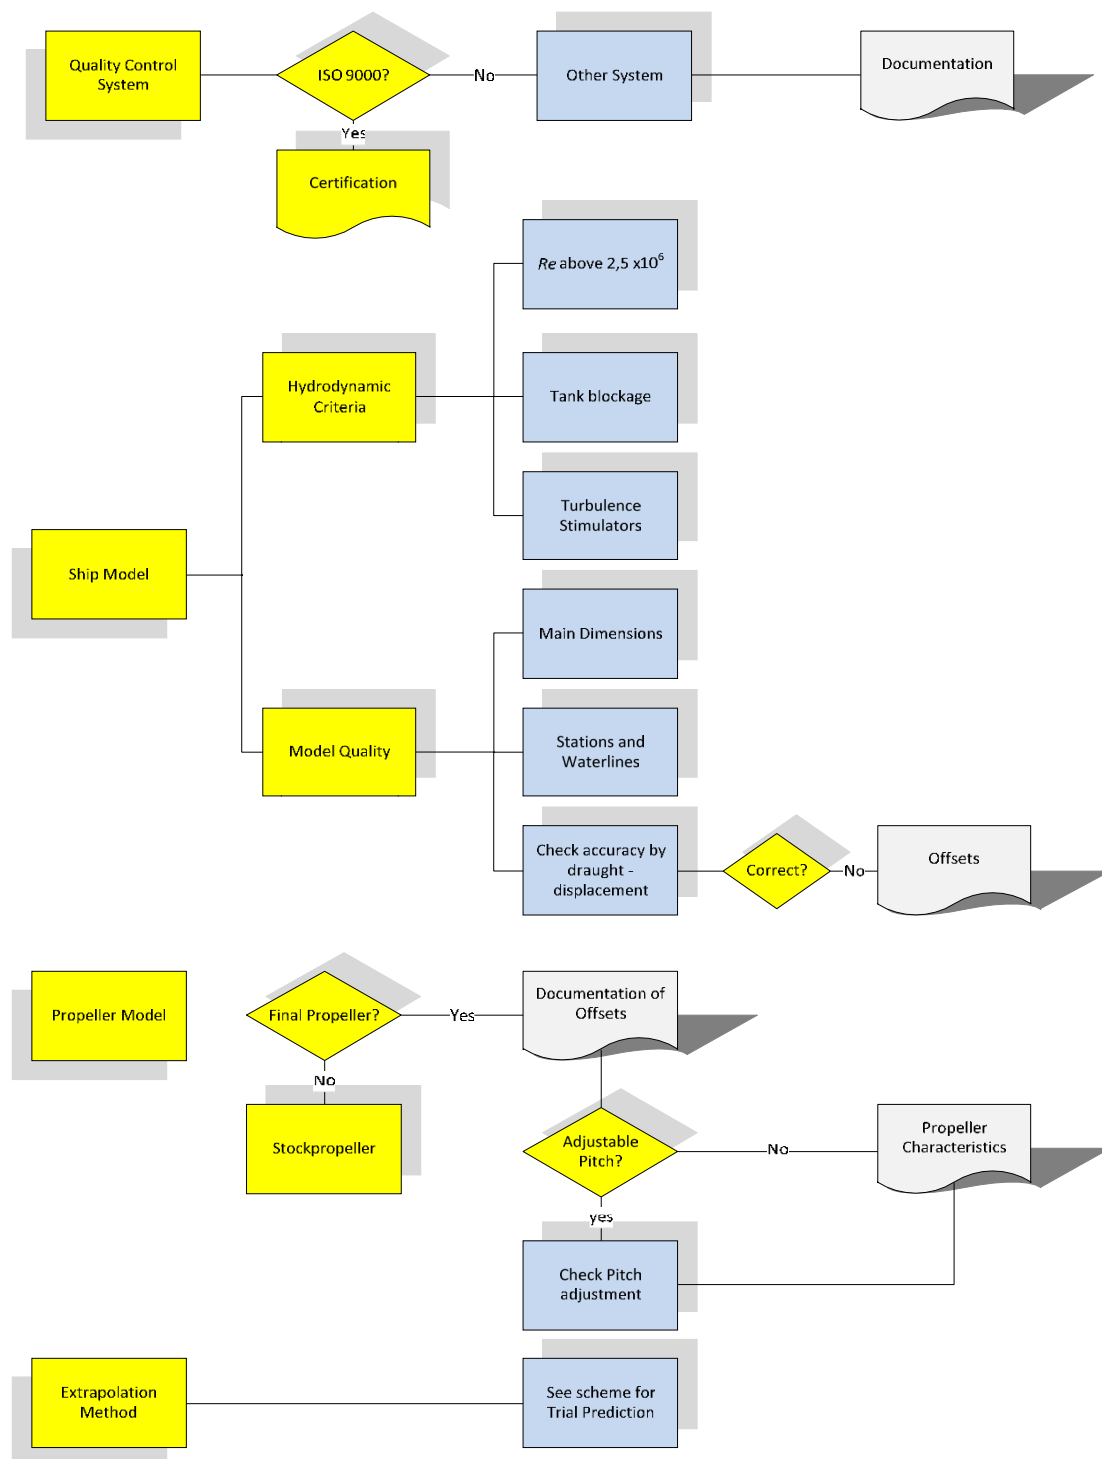 Quality Control
System
ISO 9000?
No
Other System
Documentation
Yes
Certification
Re above 2,5 x10⁶
Hydrodynamic
Criteria
Tank blockage
Turbulence
Stimulators
Ship Model
Main Dimensions
Model Quality
Stations and
Waterlines
Check accuracy by
draught -
displacement
Correct?
No
Offsets
Propeller Model
Final Propeller?
Yes
Documentation of
Offsets
No
Stockpropeller
Adjustable
Pitch?
No
Propeller
Characteristics
yes
Check Pitch
adjustment
Extrapolation
Method
See scheme for
Trial Prediction